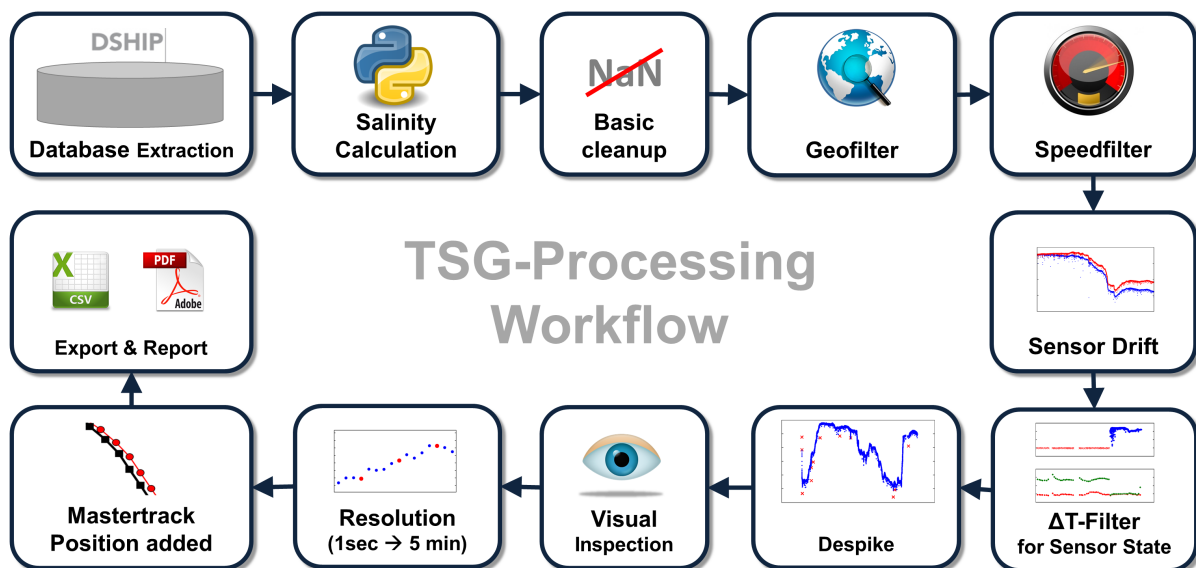 DSHIP
Database Extraction
Salinity
Calculation
NaN
Basic
cleanup
Geofilter
Speedfilter
TSG-Processing
Workflow
Sensor Drift
ΔT-Filter
for Sensor State
Despike
Visual
Inspection
Resolution
(1sec → 5 min)
Mastertrack
Position added
X
CSV
PDF
Adobe
Export & Report